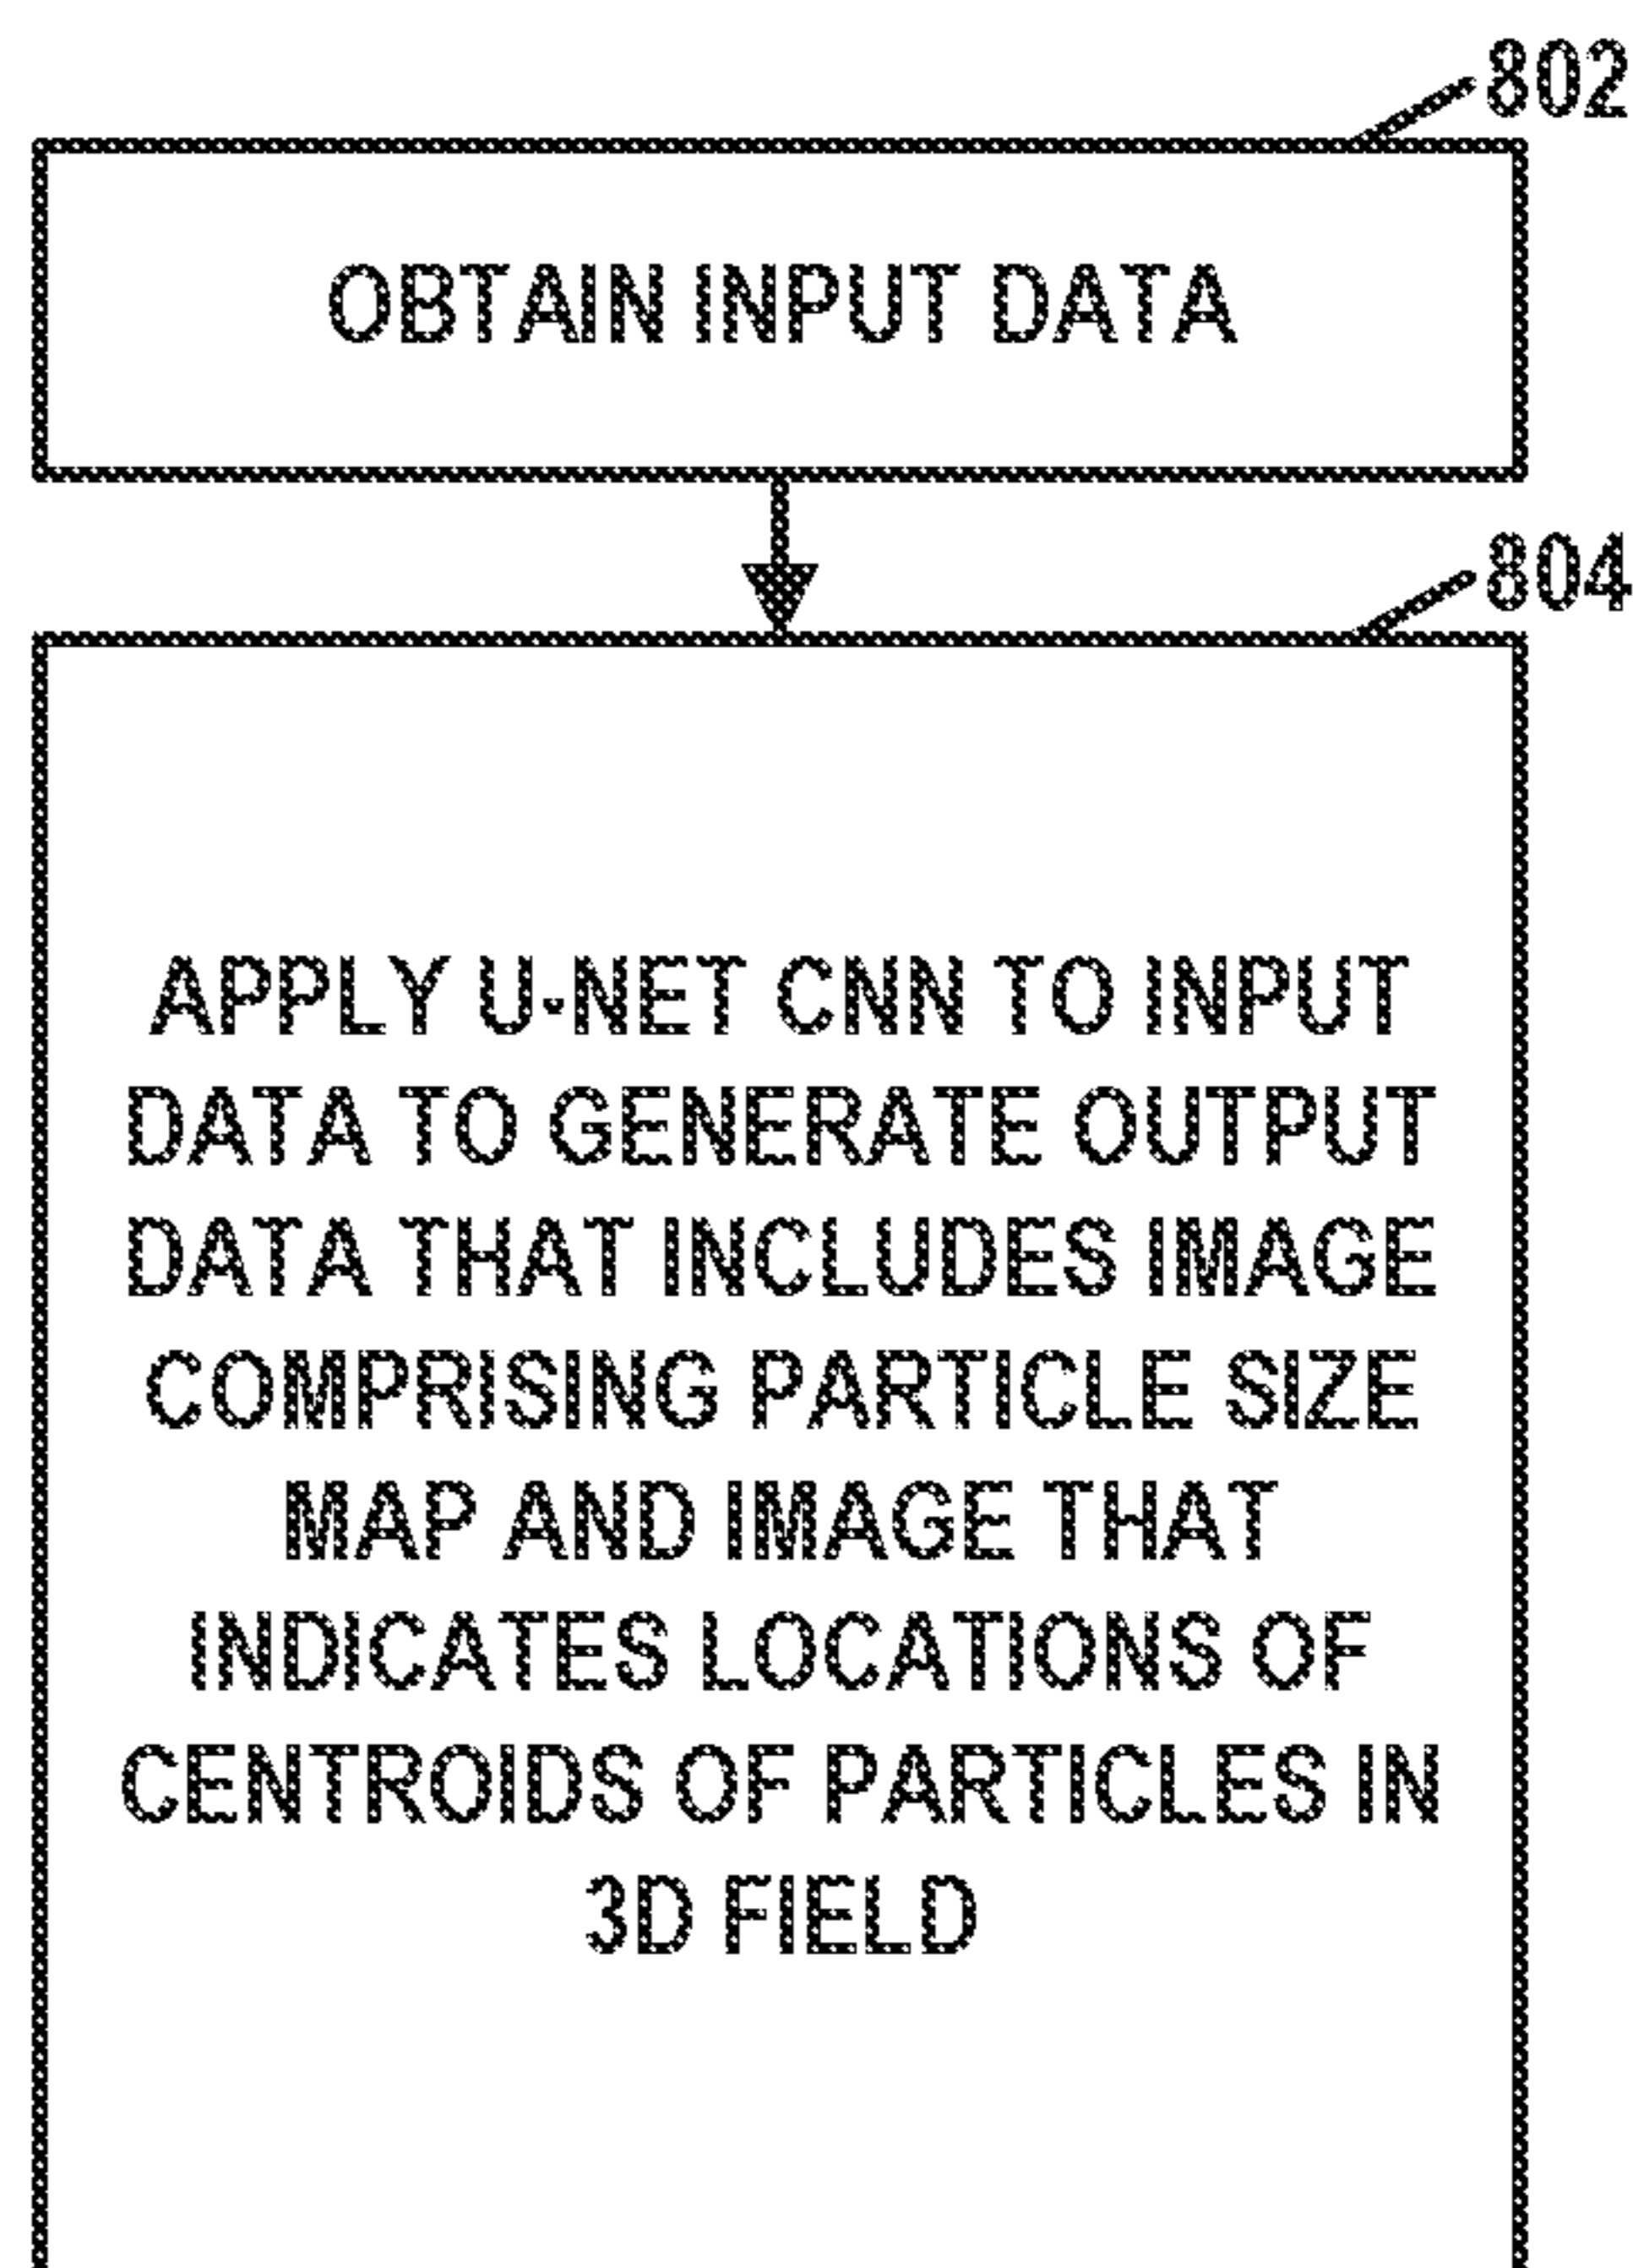 802
OBTAIN INPUT DATA
804
APPLY U-NET CNN TO INPUT
DATA TO GENERATE OUTPUT
DATA THAT INCLUDES IMAGE
COMPRISING PARTICLE SIZE
MAP AND IMAGE THAT
INDICATES LOCATIONS OF
CENTROIDS OF PARTICLES IN
3D FIELD